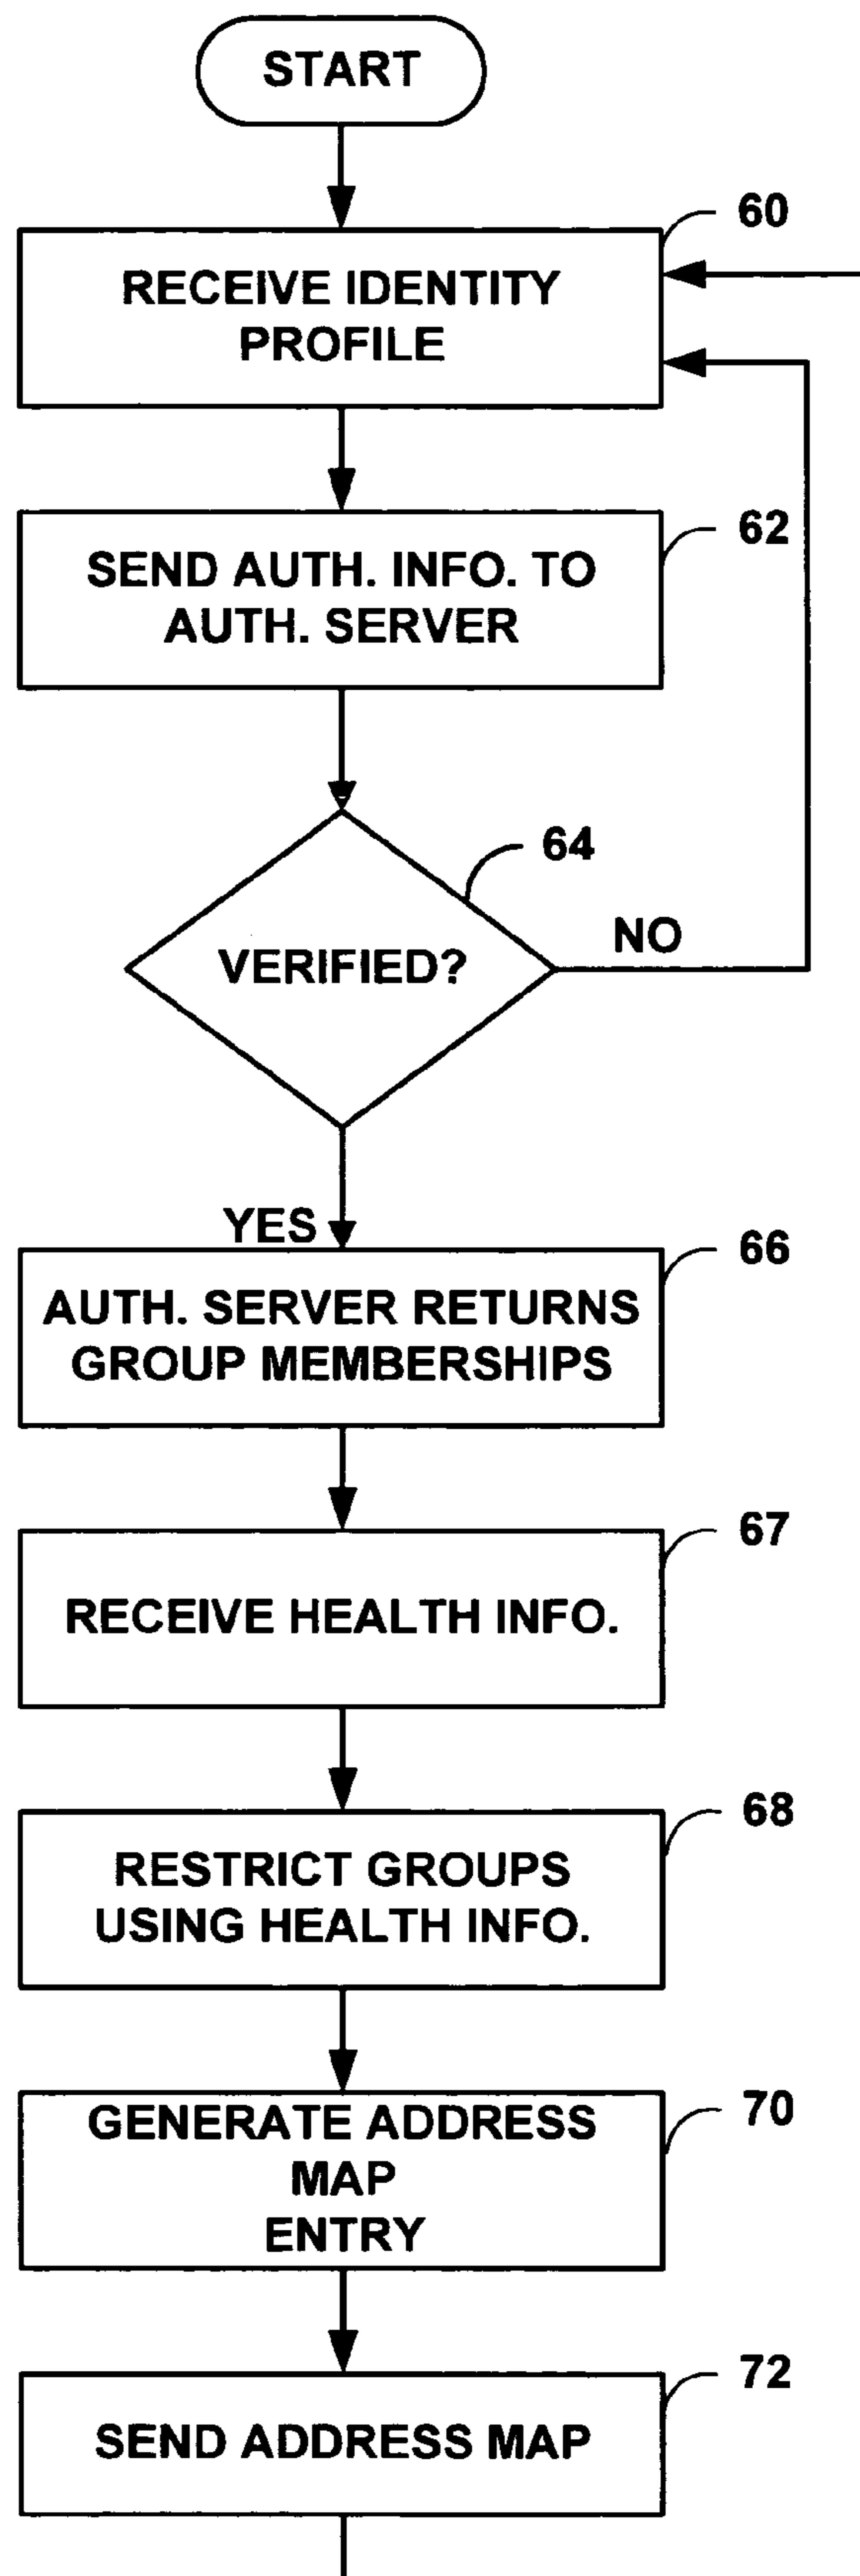 START
60
RECEIVE IDENTITY
PROFILE
62
SEND AUTH. INFO. TO
AUTH. SERVER
64
VERIFIED?
NO
YES
66
AUTH. SERVER RETURNS
GROUP MEMBERSHIPS
67
RECEIVE HEALTH INFO.
68
RESTRICT GROUPS
USING HEALTH INFO.
70
GENERATE ADDRESS
MAP
ENTRY
72
SEND ADDRESS MAP